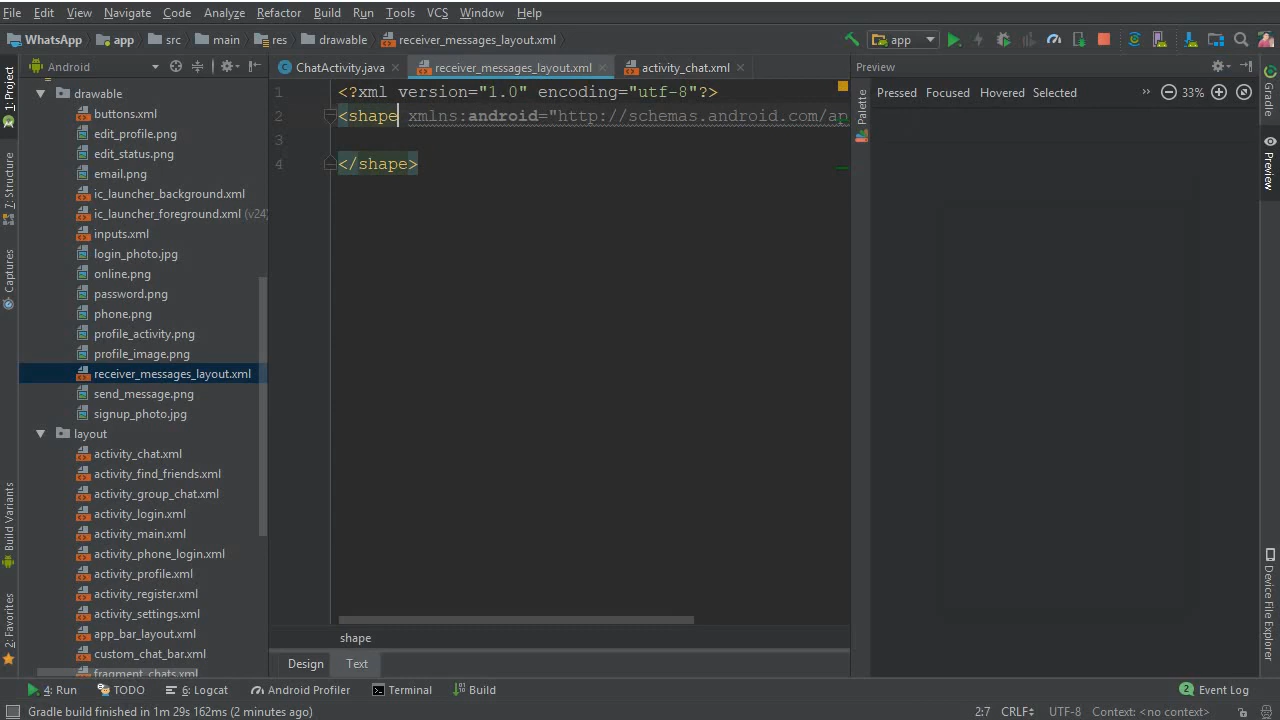 File Edit View Navigate Code Analyze Refactor Build Run Tools VCS Window Help
WhatsApp app src main res drawable receiver_messages_layout.xml app
Android ChatActivity.java receiver_messages_layout.xml activity_chat.xml Preview
Pressed Focused Hovered Selected » 33%
1: Project
7: Structure
Captures
Build Variants
2: Favorites
drawable
buttons.xml
edit_profile.png
edit_status.png
email.png
ic_launcher_background.xml
ic_launcher_foreground.xml (v24)
inputs.xml
login_photo.jpg
online.png
password.png
phone.png
profile_activity.png
profile_image.png
receiver_messages_layout.xml
send_message.png
signup_photo.jpg
layout
activity_chat.xml
activity_find_friends.xml
activity_group_chat.xml
activity_login.xml
activity_main.xml
activity_phone_login.xml
activity_profile.xml
activity_register.xml
activity_settings.xml
app_bar_layout.xml
custom_chat_bar.xml
fragment_chats.xml
1 <?xml version="1.0" encoding="utf-8"?>
2 <shape xmlns:android="http://schemas.android.com/ap
3
4 </shape>
shape
Design Text
Palette
Gradle
Preview
Device File Explorer
4: Run TODO 6: Logcat Android Profiler Terminal Build 2 Event Log
Gradle build finished in 1m 29s 162ms (2 minutes ago) 2:7 CRLF UTF-8 Context: <no context>